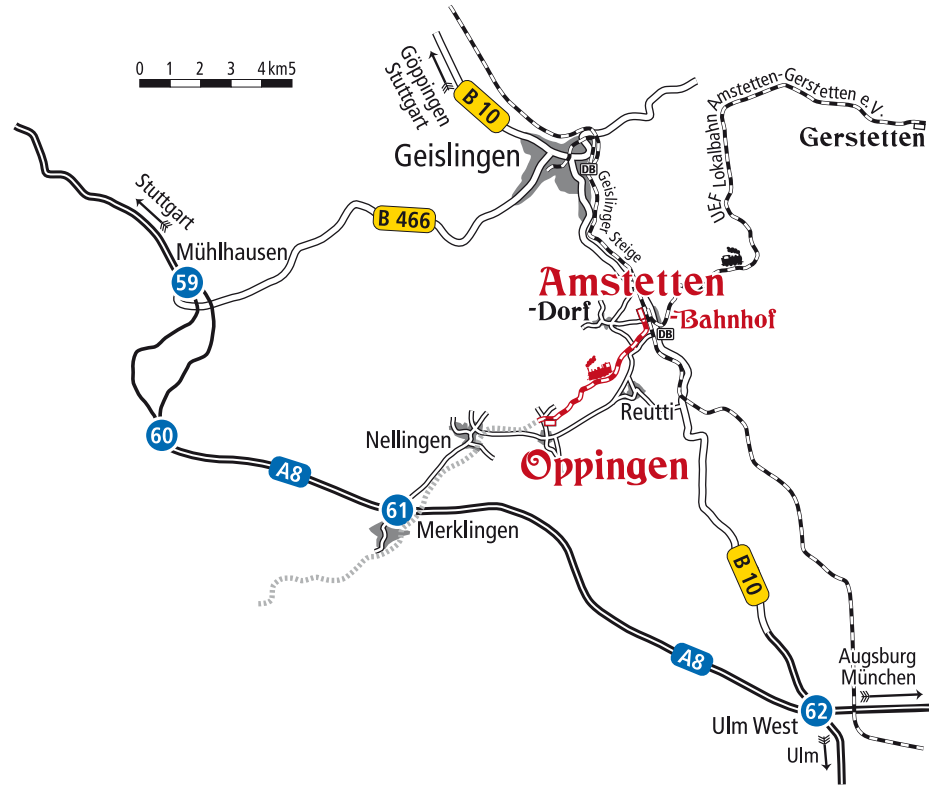 0 1 2 3 4 km 5
Göppingen
Stuttgart
B 10
Geislingen
DB
Geislinger Steige
UEF Lokalbahn Amstetten-Gerstetten e.V.
Gerstetten
Stuttgart
Mühlhausen
59
B 466
Amstetten
-Dorf
-Bahnhof
DB
60
Nellingen
Reutti
Oppingen
A8
61
Merklingen
B 10
A8
Augsburg
München
Ulm West
62
Ulm